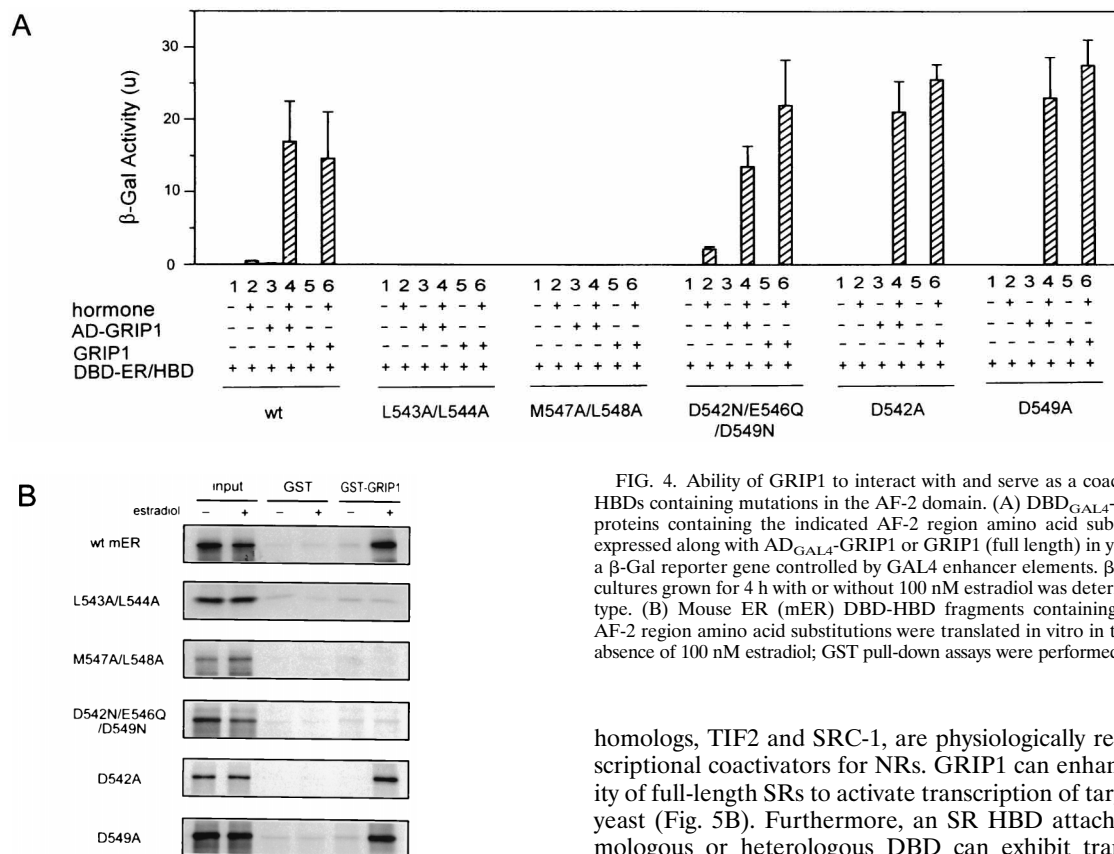 A
β-Gal Activity (u)
30
20
10
0
1 2 3 4 5 6 1 2 3 4 5 6 1 2 3 4 5 6 1 2 3 4 5 6 1 2 3 4 5 6 1 2 3 4 5 6
hormone - + - + - + - + - + - + - + - + - + - + - + - + - + - + - + - + - + - +
AD-GRIP1 - - + + - - - - + + - - - - + + - - - - + + - - - - + + - - - - + + - -
GRIP1 - - - - + + - - - - + + - - - - + + - - - - + + - - - - + + - - - - + +
DBD-ER/HBD + + + + + + + + + + + + + + + + + + + + + + + + + + + + + + + + + + + +
wt L543A/L544A M547A/L548A D542N/E546Q D542A D549A
/D549N
B
input GST GST-GRIP1
estradiol - + - + - +
wt mER
L543A/L544A
M547A/L548A
D542N/E546Q
/D549N
D542A
D549A
FIG. 4. Ability of GRIP1 to interact with and serve as a coac
HBDs containing mutations in the AF-2 domain. (A) DBD_GAL4-
proteins containing the indicated AF-2 region amino acid sub
expressed along with AD_GAL4-GRIP1 or GRIP1 (full length) in y
a β-Gal reporter gene controlled by GAL4 enhancer elements. β
cultures grown for 4 h with or without 100 nM estradiol was deter
type. (B) Mouse ER (mER) DBD-HBD fragments containing
AF-2 region amino acid substitutions were translated in vitro in t
absence of 100 nM estradiol; GST pull-down assays were performed
homologs, TIF2 and SRC-1, are physiologically re
scriptional coactivators for NRs. GRIP1 can enhan
ity of full-length SRs to activate transcription of tar
yeast (Fig. 5B). Furthermore, an SR HBD attach
mologous or heterologous DBD can exhibit tran